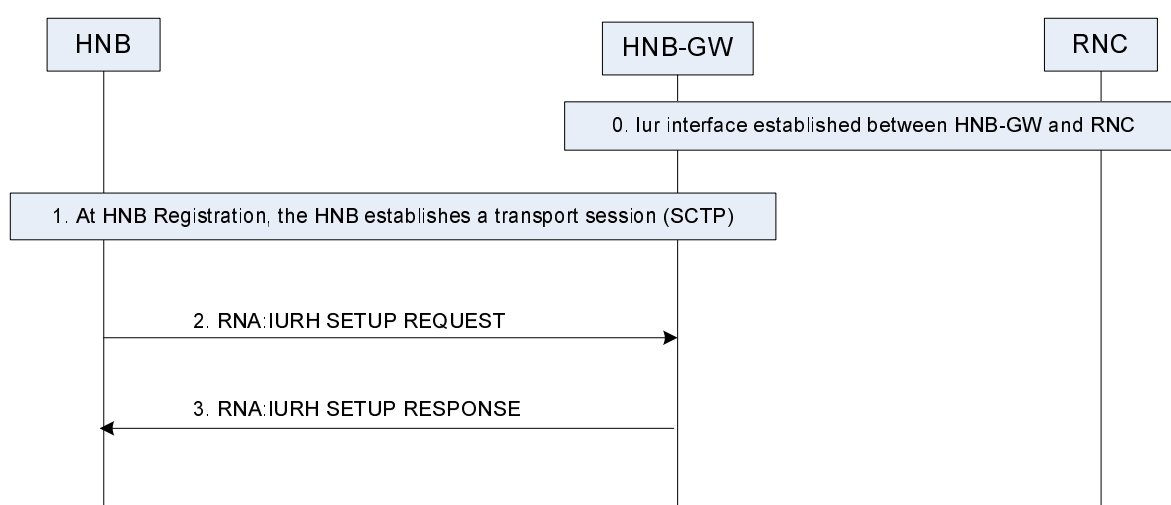 HNB
HNB-GW
RNC
0. Iur interface established between HNB-GW and RNC
1. At HNB Registration, the HNB establishes a transport session (SCTP)
2. RNA:IURH SETUP REQUEST
3. RNA:IURH SETUP RESPONSE